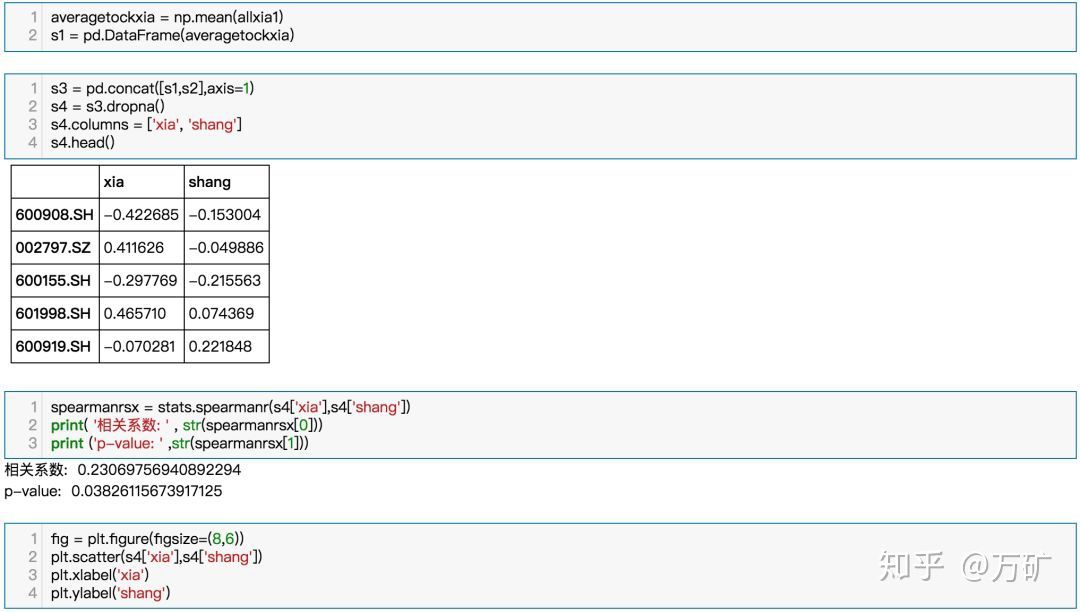 1 averagetockxia = np.mean(allxia1)
2 s1 = pd.DataFrame(averagetockxia)
1 s3 = pd.concat([s1,s2],axis=1)
2 s4 = s3.dropna()
3 s4.columns = ['xia', 'shang']
4 s4.head()
xia shang
600908.SH -0.422685 -0.153004
002797.SZ 0.411626 -0.049886
600155.SH -0.297769 -0.215563
601998.SH 0.465710 0.074369
600919.SH -0.070281 0.221848
1 spearmanrsx = stats.spearmanr(s4['xia'],s4['shang'])
2 print( '相关系数: ' , str(spearmanrsx[0]))
3 print ('p-value: ' ,str(spearmanrsx[1]))
相关系数: 0.23069756940892294
p-value: 0.03826115673917125
1 fig = plt.figure(figsize=(8,6))
2 plt.scatter(s4['xia'],s4['shang'])
3 plt.xlabel('xia')
4 plt.ylabel('shang')
知乎 @万矿